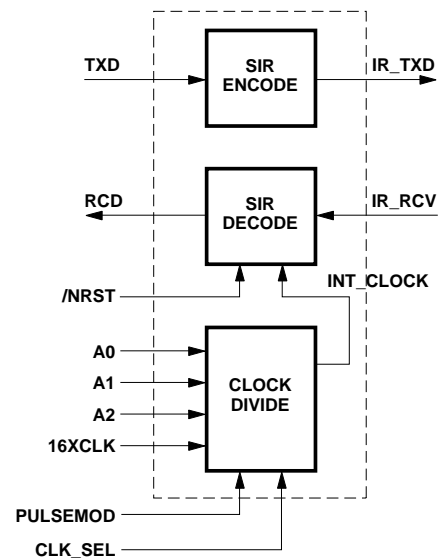 TXD
SIR
ENCODE
IR_TXD
RCD
SIR
DECODE
IR_RCV
INT_CLOCK
/NRST
A0
A1
A2
16XCLK
CLOCK
DIVIDE
PULSEMOD
CLK_SEL